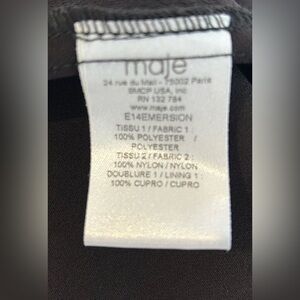 maje
24 rue du Mail - 75002 Paris
SMCP USA, Inc
RN 132 784
www.maje.com
E14EMERSION
TISSU 1 / FABRIC 1 :
100% POLYESTER /
POLYESTER
TISSU 2 / FABRIC 2 :
100% NYLON / NYLON
DOUBLURE 1 / LINING 1 :
100% CUPRO / CUPRO